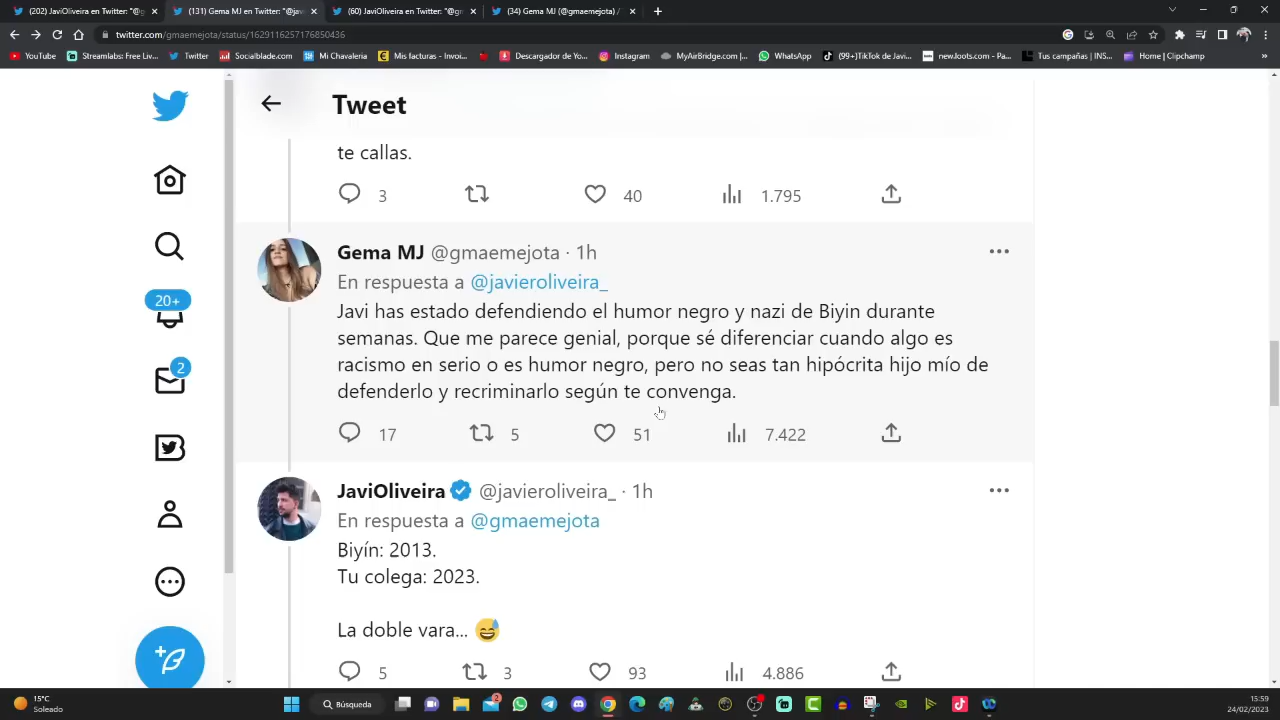 (202) JaviOliveira en Twitter: "@g
(131) Gema MJ en Twitter: "@jav
(60) JaviOliveira en Twitter: "@g
(34) Gema MJ (@gmaemejota) /
twitter.com/gmaemejota/status/1629116257176850436
YouTube
Streamlabs: Free Liv...
Twitter
Socialblade.com
Mi Chavaleria
Mis facturas – Invoi...
Descargador de Yo...
Instagram
MyAirBridge.com |...
WhatsApp
(99+)TikTok de Javi...
newJoots.com - Pa...
Tus campañas | INS...
Home | Clipchamp
»
Tweet
te callas.
3
40
1.795
Gema MJ @gmaemejota · 1h
En respuesta a @javieroliveira_
Javi has estado defendiendo el humor negro y nazi de Biyin durante
semanas. Que me parece genial, porque sé diferenciar cuando algo es
racismo en serio o es humor negro, pero no seas tan hipócrita hijo mío de
defenderlo y recriminarlo según te convenga.
17
5
51
7.422
JaviOliveira @javieroliveira_ · 1h
En respuesta a @gmaemejota
Biyín: 2013.
Tu colega: 2023.
La doble vara...
5
3
93
4.886
20+
2
15°C
Soleado
Búsqueda
2
15:59
24/02/2023